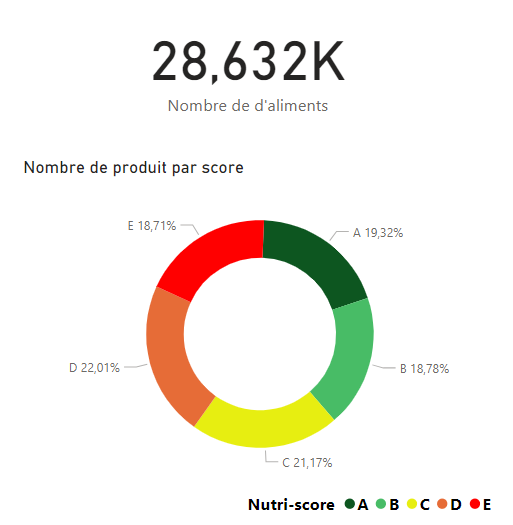 28,632K
Nombre de d'aliments
Nombre de produit par score
E 18,71%
A 19,32%
D 22,01%
B 18,78%
C 21,17%
Nutri-score A B C D E